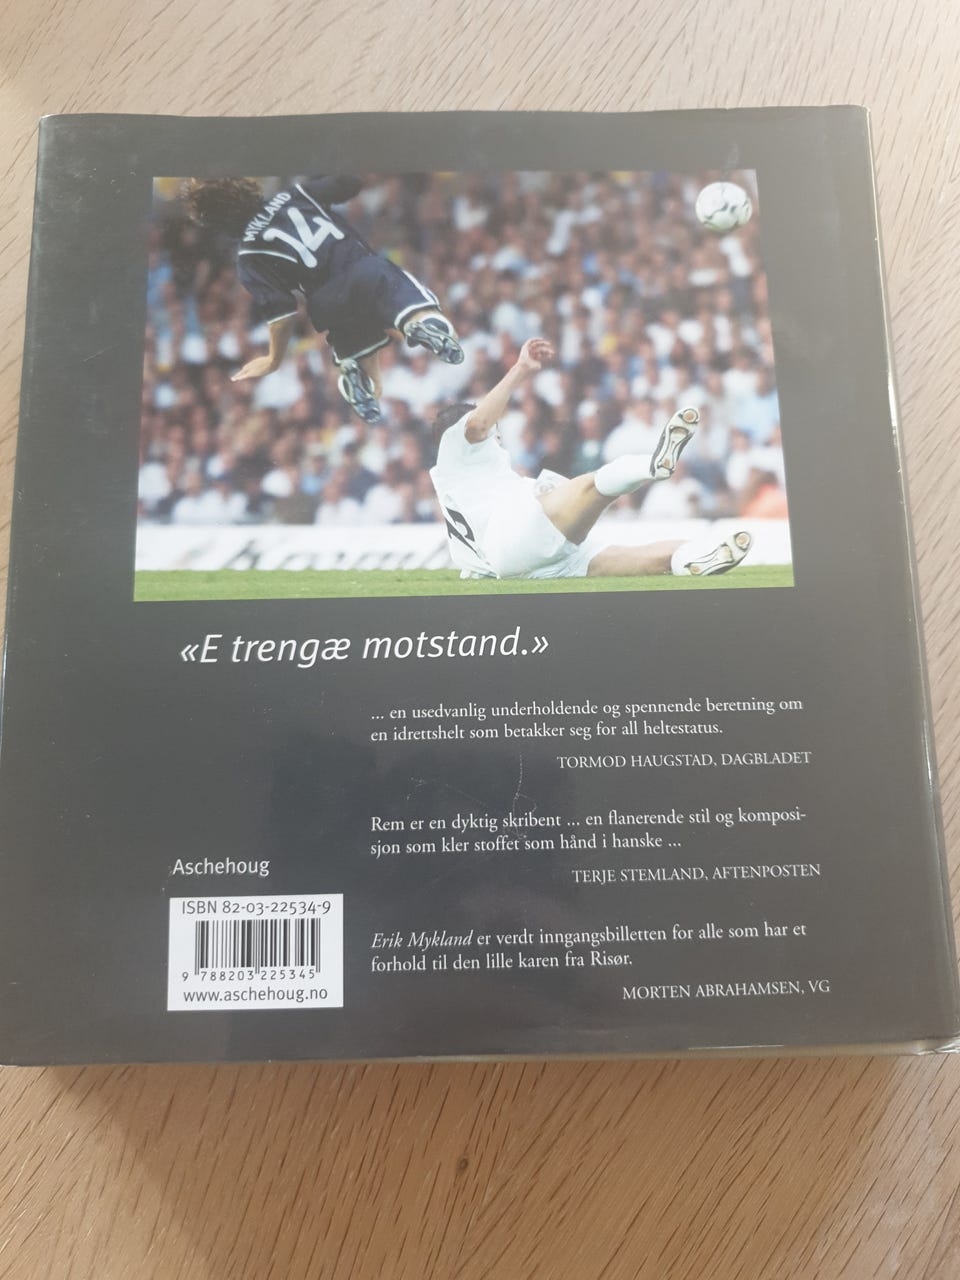 MYKLAND
14
«E trengæ motstand.»
... en usedvanlig underholdende og spennende beretning om
en idrettshelt som betakker seg for all heltestatus.
TORMOD HAUGSTAD, DAGBLADET
Rem er en dyktig skribent ... en flanerende stil og komposi-
sjon som kler stoffet som hånd i hanske ...
TERJE STEMLAND, AFTENPOSTEN
Erik Mykland er verdt inngangsbilletten for alle som har et
forhold til den lille karen fra Risør.
MORTEN ABRAHAMSEN, VG
Aschehoug
ISBN 82-03-22534-9
9 788203 225345
www.aschehoug.no